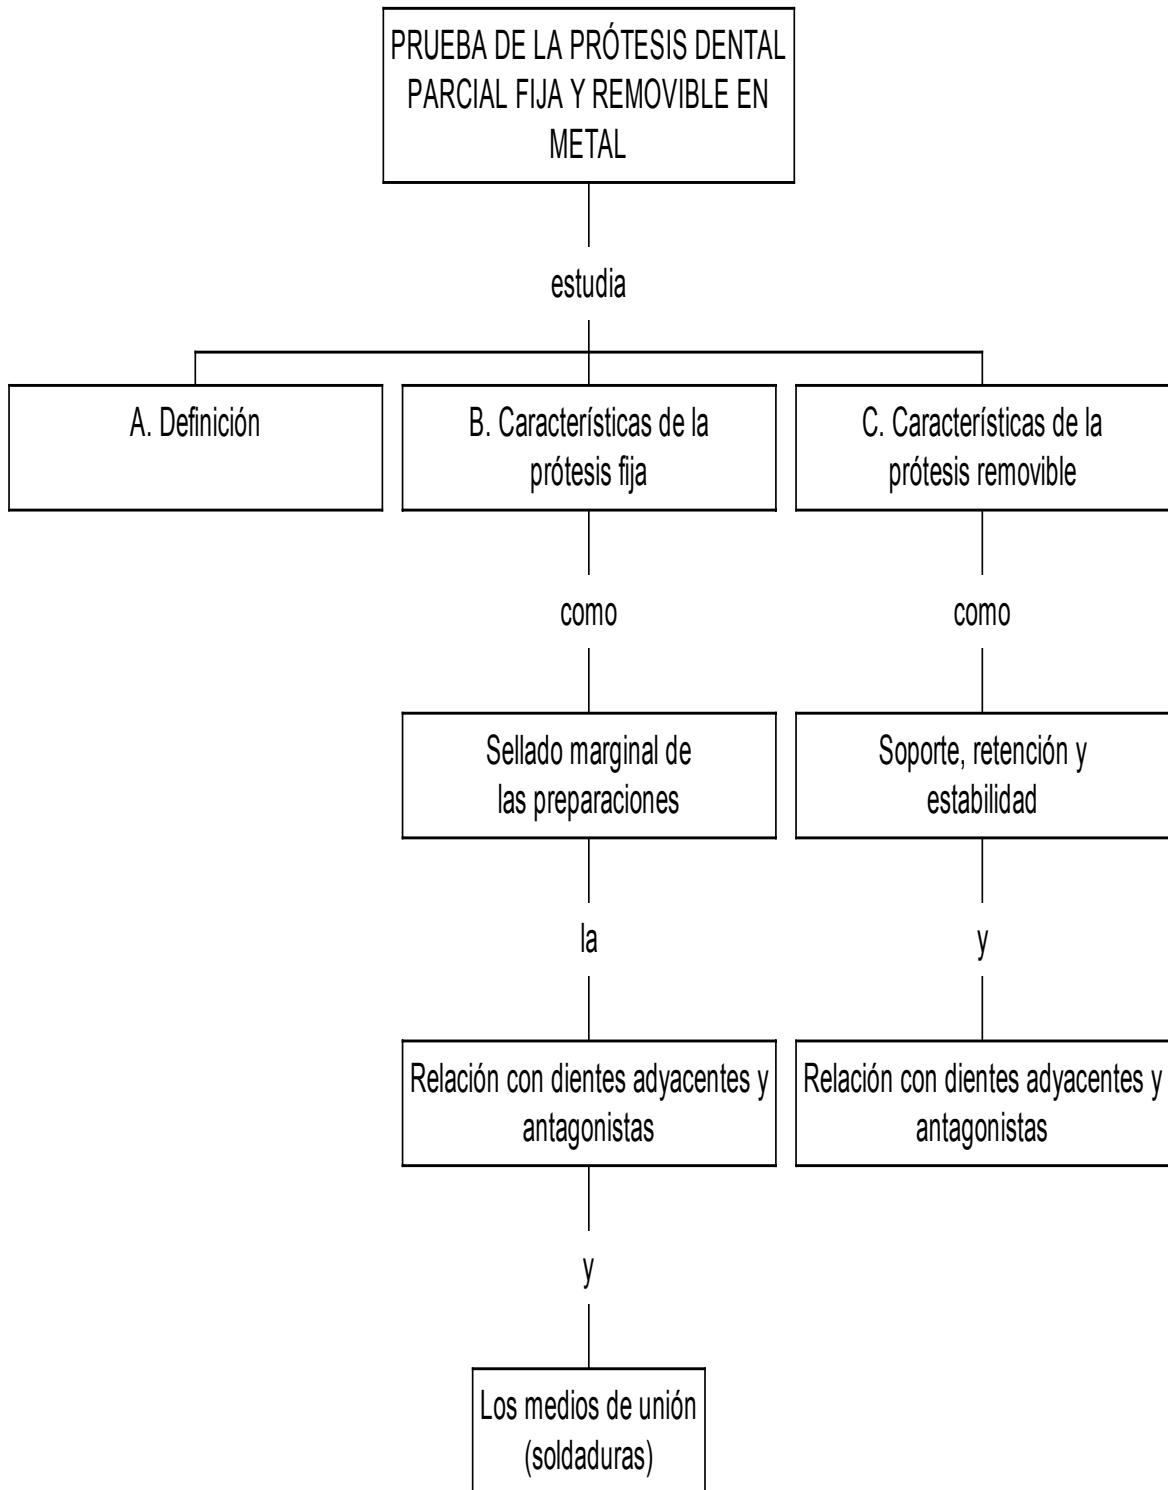 PRUEBA DE LA PRÓTESIS DENTAL
PARCIAL FIJA Y REMOVIBLE EN
METAL
estudia
A. Definición
B. Características de la
prótesis fija
C. Características de la
prótesis removible
como
como
Sellado marginal de
las preparaciones
Soporte, retención y
estabilidad
la
y
Relación con dientes adyacentes y
antagonistas
Relación con dientes adyacentes y
antagonistas
y
Los medios de unión
(soldaduras)